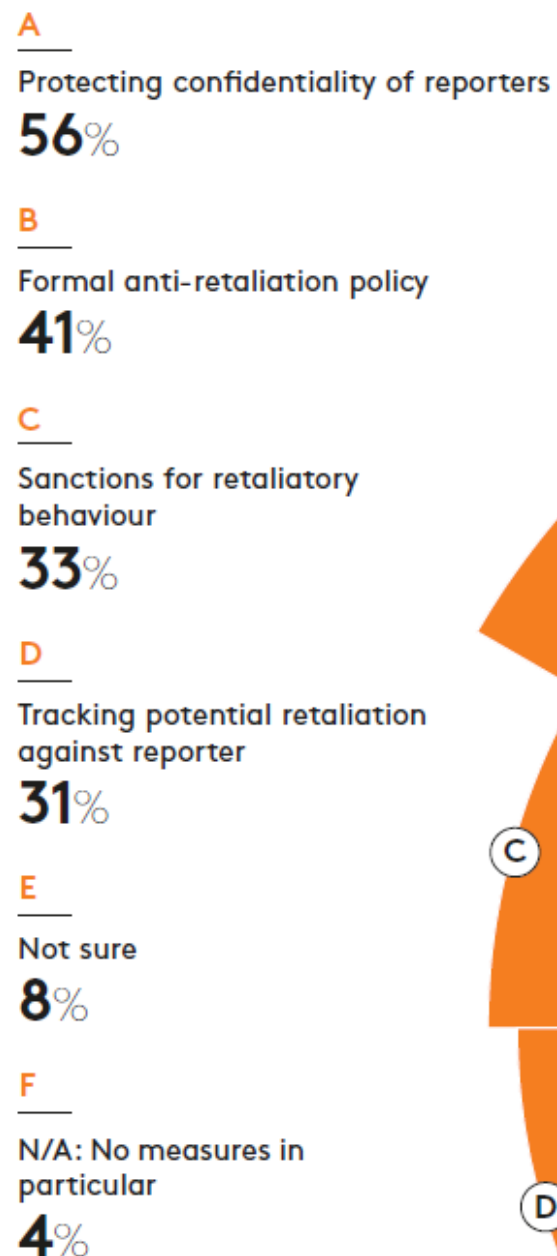 A
Protecting confidentiality of reporters
56%
B
Formal anti-retaliation policy
41%
C
Sanctions for retaliatory
behaviour
33%
D
Tracking potential retaliation
against reporter
31%
E
Not sure
8%
F
N/A: No measures in
particular
4%
C
D